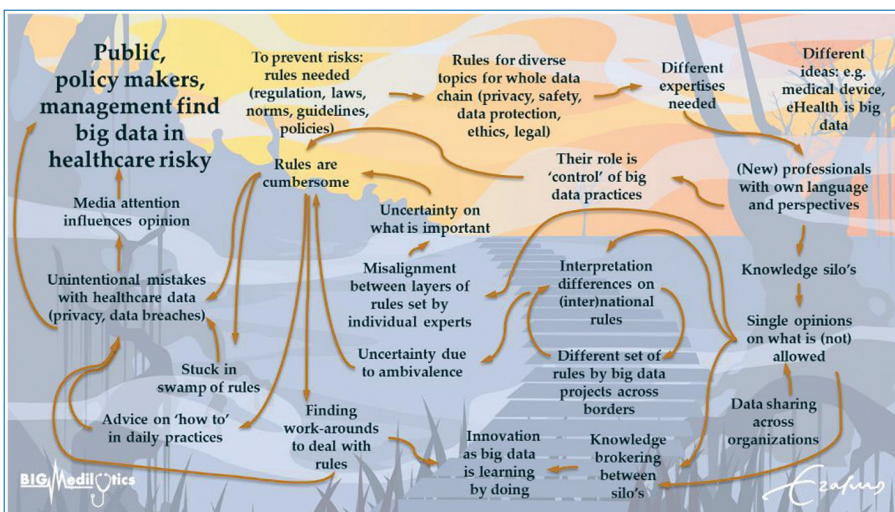 Public,
policy makers,
management find
big data in
healthcare risky
To prevent risks:
rules needed
(regulation, laws,
norms, guidelines,
policies)
Rules for diverse
topics for whole data
chain (privacy, safety,
data protection,
ethics, legal)
Different
expertises
needed
Different
ideas: e.g.
medical device,
eHealth is big
data
Rules are
cumbersome
Their role is
'control' of big
data practices
(New) professionals
with own language
and perspectives
Media attention
influences opinion
Uncertainty on
what is important
Unintentional mistakes
with healthcare data
(privacy, data breaches)
Misalignment
between layers of
rules set by
individual experts
Interpretation
differences on
(inter)national
rules
Knowledge silo's
Single opinions
on what is (not)
allowed
Stuck in
swamp of rules
Uncertainty due
to ambivalence
Different set of
rules by big data
projects across
borders
Advice on 'how to'
in daily practices
Finding
work-arounds
to deal with
rules
Innovation
as big data
is learning
by doing
Knowledge
brokering
between
silo's
Data sharing
across
organizations
BIGMedilytics
Erasmus